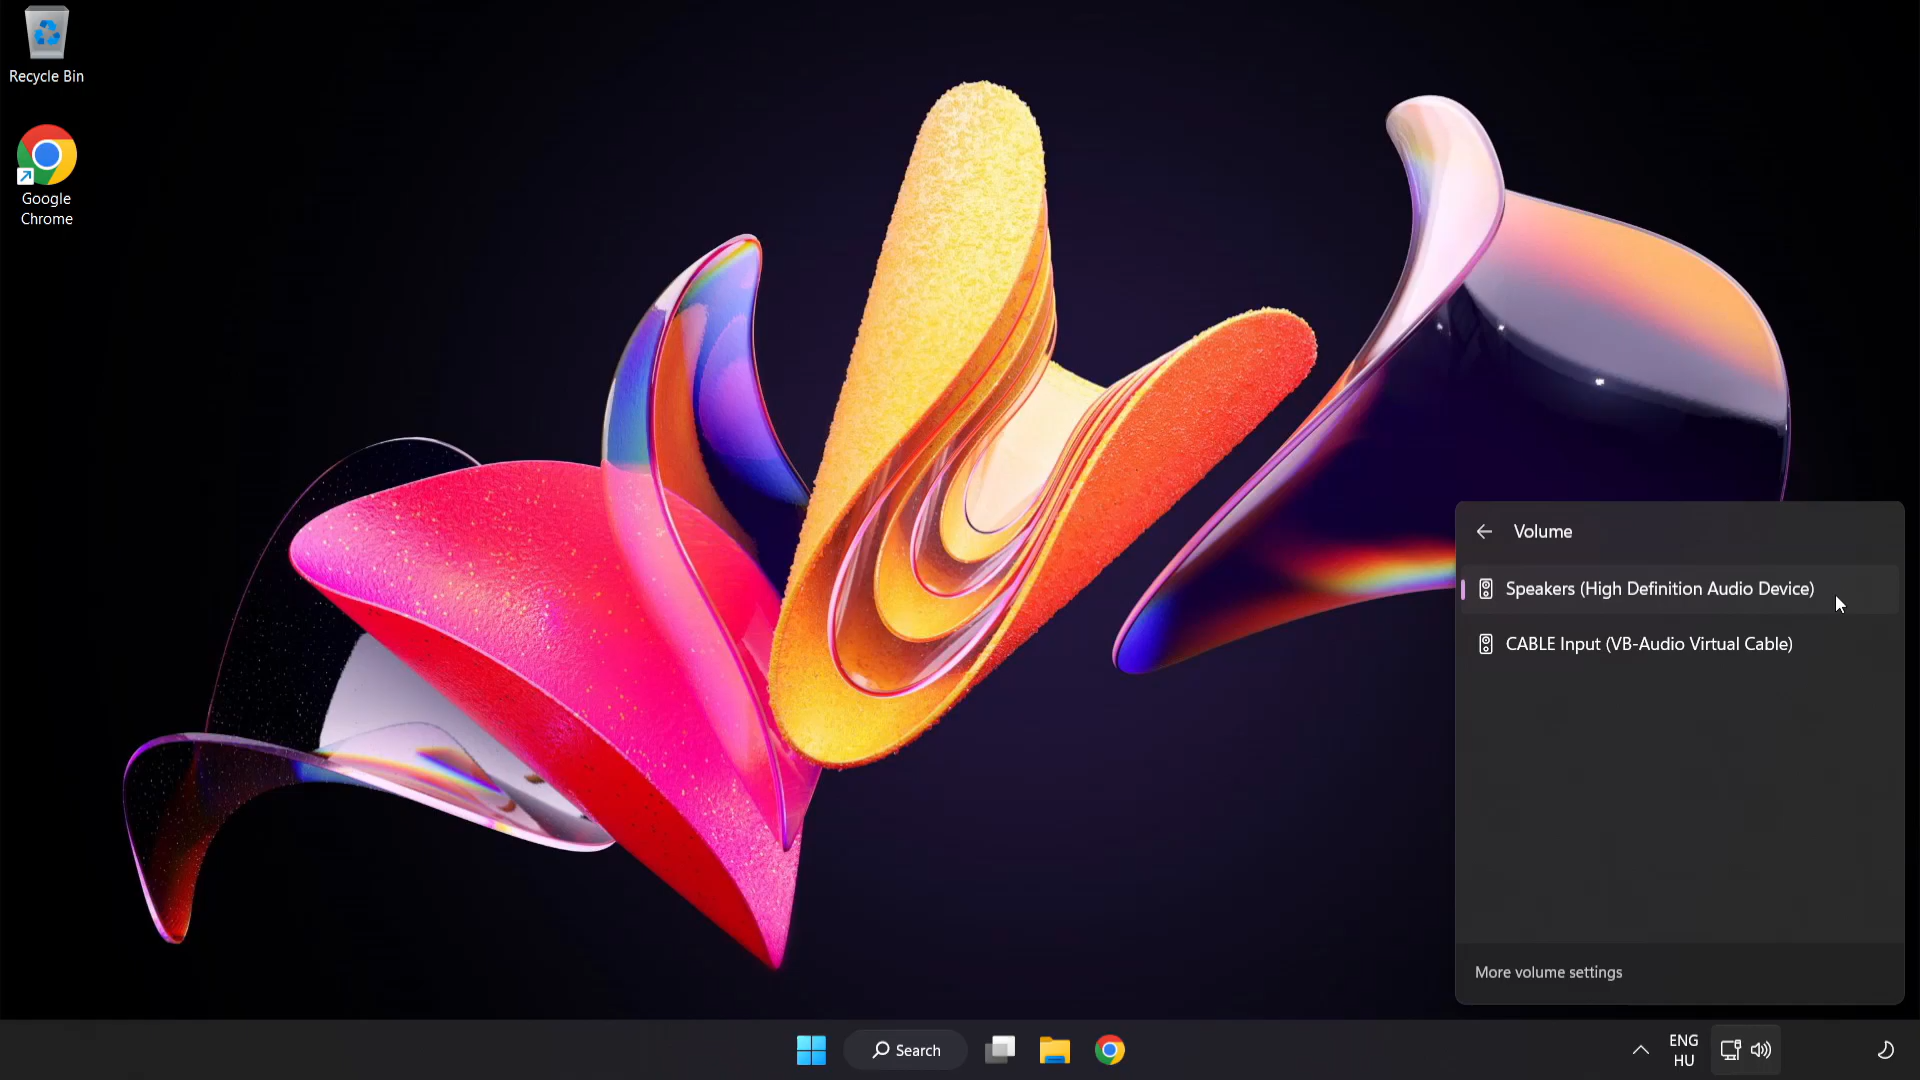 Recycle Bin
Google
Chrome
Volume
Speakers (High Definition Audio Device)
CABLE Input (VB-Audio Virtual Cable)
More volume settings
Search
ENG
HU